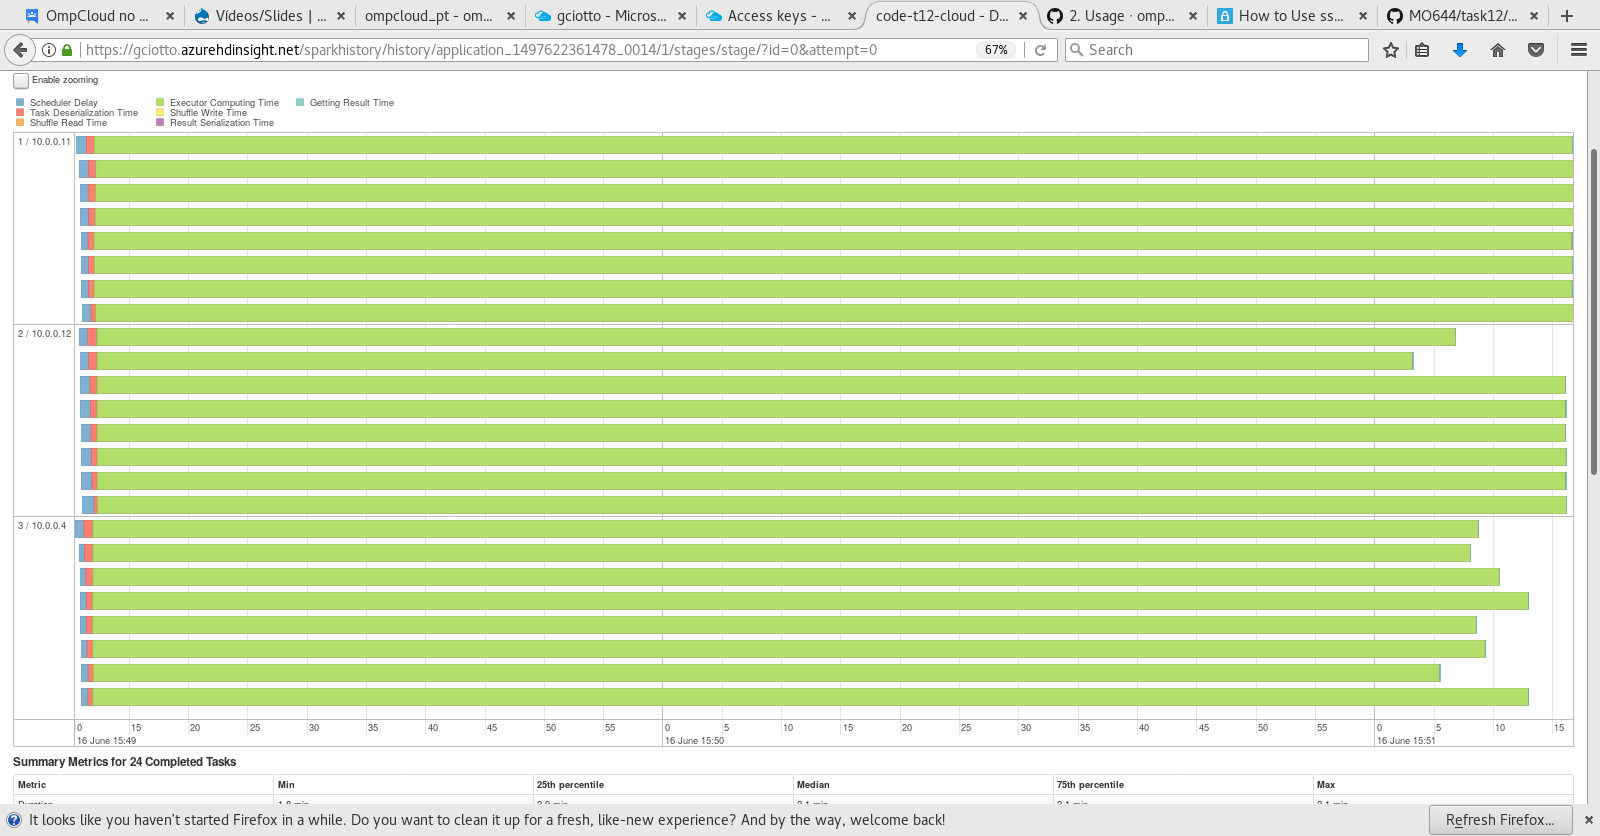 OmpCloud no ...
Vídeos/Slides | ...
ompcloud_pt - om...
gciotto - Micros...
Access keys - ...
code-t12-cloud - D...
2. Usage · omp...
How to Use ss...
MO644/task12/...
https://gciotto.azurehdinsight.net/sparkhistory/history/application_1497622361478_0014/1/stages/stage/?id=0&attempt=0
67%
Search
Enable zooming
Scheduler Delay
Executor Computing Time
Getting Result Time
Task Deserialization Time
Shuffle Write Time
Shuffle Read Time
Result Serialization Time
1 / 10.0.0.11
2 / 10.0.0.12
3 / 10.0.0.4
0 15 20 25 30 35 40 45 50 55 0 5 10 15 20 25 30 35 40 45 50 55 0 5 10 15
16 June 15:49 16 June 15:50 16 June 15:51
Summary Metrics for 24 Completed Tasks
Metric Min 25th percentile Median 75th percentile Max
It looks like you haven't started Firefox in a while. Do you want to clean it up for a fresh, like-new experience? And by the way, welcome back!
Refresh Firefox...